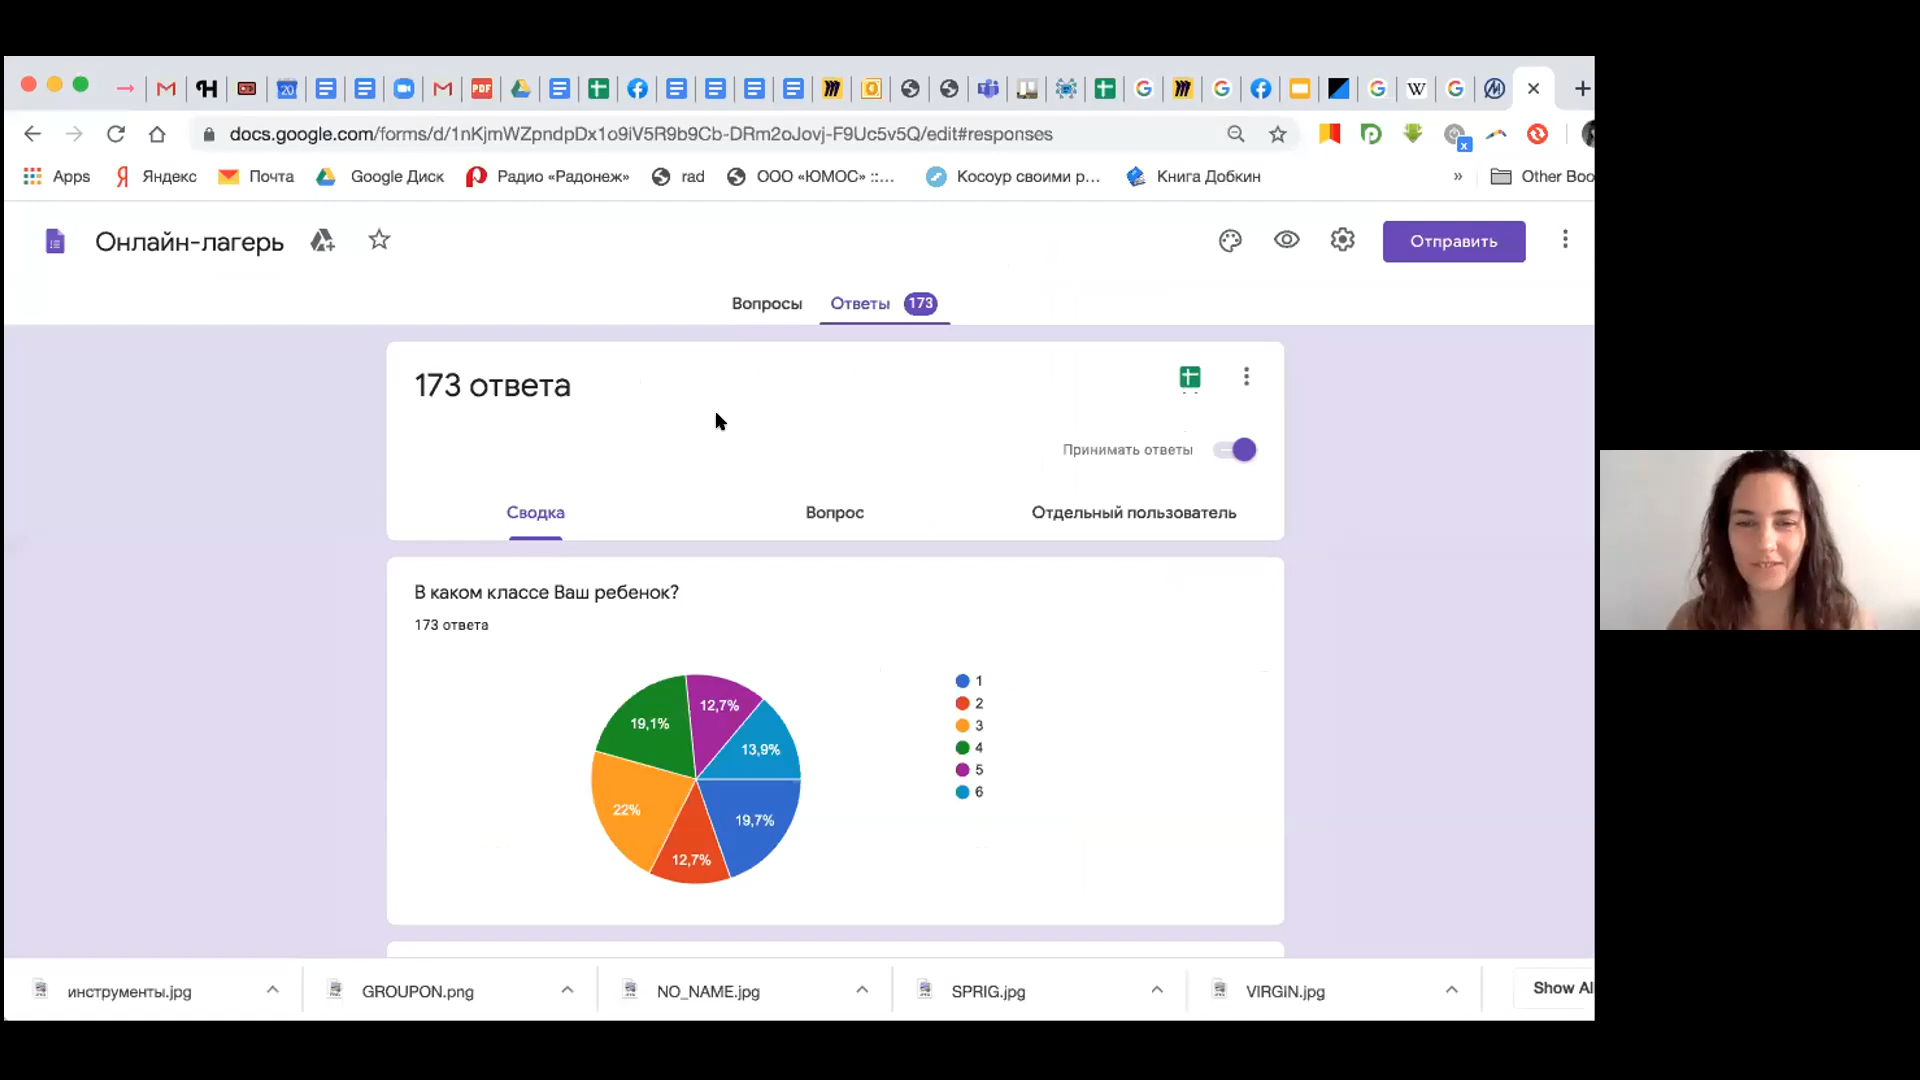 docs.google.com/forms/d/1nKjmWZpndpDx1o9iV5R9b9Cb-DRm2oJovj-F9Uc5v5Q/edit#responses
Apps Яндекс Почта Google Диск Радио «Радонеж» rad ООО «ЮМОС» ::... Косоур своими р... Книга Добкин » Other Boo
Онлайн-лагерь
Отправить
Вопросы Ответы 173
173 ответа
Принимать ответы
Сводка Вопрос Отдельный пользователь
В каком классе Ваш ребенок?
173 ответа
1
2
3
4
5
6
12,7%
19,1%
13,9%
22%
19,7%
12,7%
инструменты.jpg GROUPON.png NO_NAME.jpg SPRIG.jpg VIRGiN.jpg Show Al